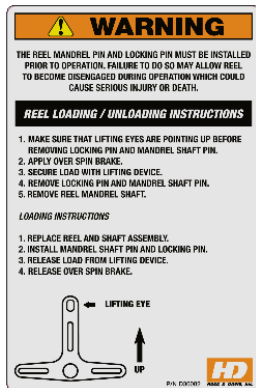 WARNING
THE REEL MANDREL PIN AND LOCKING PIN MUST BE INSTALLED
PRIOR TO OPERATION. FAILURE TO DO SO MAY ALLOW REEL
TO BECOME DISENGAGED DURING OPERATION WHICH COULD
CAUSE SERIOUS INJURY OR DEATH.
REEL LOADING / UNLOADING INSTRUCTIONS
1. MAKE SURE THAT LIFTING EYES ARE POINTING UP BEFORE
REMOVING LOCKING PIN AND MANDREL SHAFT PIN.
2. APPLY OVER SPIN BRAKE.
3. SECURE LOAD WITH LIFTING DEVICE.
4. REMOVE LOCKING PIN AND MANDREL SHAFT PIN.
5. REMOVE REEL MANDREL SHAFT.
LOADING INSTRUCTIONS
1. REPLACE REEL AND SHAFT ASSEMBLY.
2. INSTALL MANDREL SHAFT PIN AND LOCKING PIN.
3. RELEASE LOAD FROM LIFTING DEVICE.
4. RELEASE OVER SPIN BRAKE.
LIFTING EYE
UP
HD
P/N